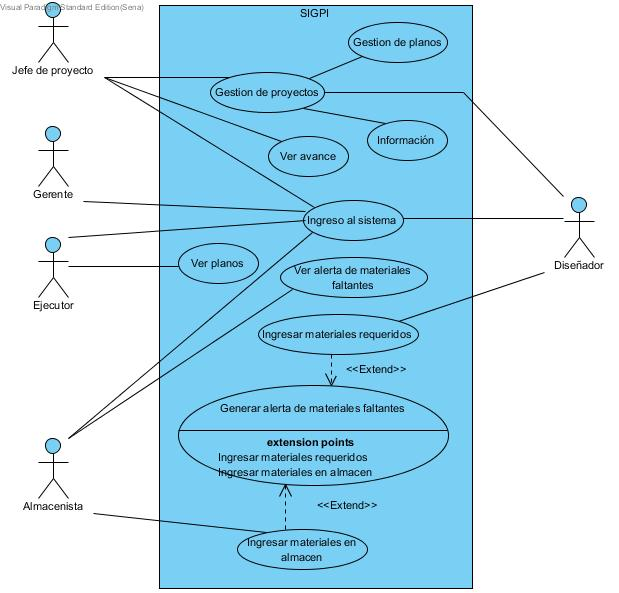 Visual Paradigm Standard Edition(Sena)
SIGPI
Jefe de proyecto
Gestion de planos
Gestion de proyectos
Información
Ver avance
Gerente
Ingreso al sistema
Ver planos
Ver alerta de materiales
faltantes
Diseñador
Ejecutor
Ingresar materiales requeridos
<<Extend>>
Generar alerta de materiales faltantes
extension points
Ingresar materiales requeridos
Ingresar materiales en almacen
Almacenista
<<Extend>>
Ingresar materiales en
almacen